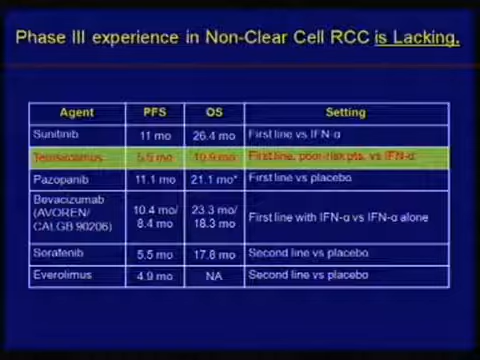 Phase III experience in Non-Clear Cell RCC is Lacking.
Agent PFS OS Setting
Sunitinib 11 mo 26.4 mo First line vs IFN-α
Temsirolimus 5.5 mo 10.9 mo First line, poor-risk pts, vs IFN-α
Pazopanib 11.1 mo 21.1 mo* First line vs placebo
Bevacizumab
(AVOREN/ 10.4 mo/ 23.3 mo/ First line with IFN-α vs IFN-α alone
CALGB 90206) 8.4 mo 18.3 mo
Sorafenib 5.5 mo 17.8 mo Second line vs placebo
Everolimus 4.9 mo NA Second line vs placebo